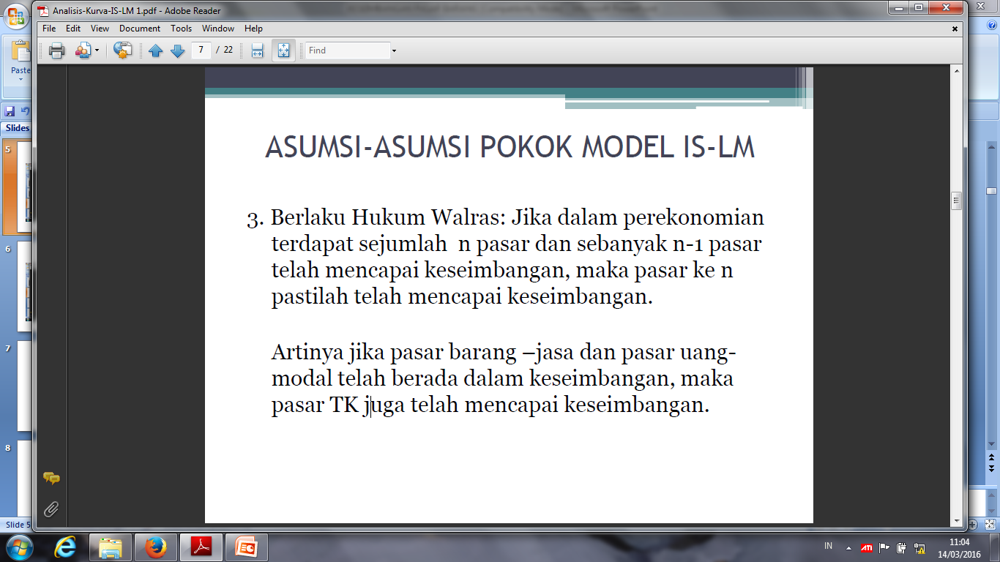 Analisis-Kurva-IS-LM 1.pdf - Adobe Reader
File Edit View Document Tools Window Help
7 / 22 Find
Paste
Slides
5
6
7
8
ASUMSI-ASUMSI POKOK MODEL IS-LM
3. Berlaku Hukum Walras: Jika dalam perekonomian
terdapat sejumlah n pasar dan sebanyak n-1 pasar
telah mencapai keseimbangan, maka pasar ke n
pastilah telah mencapai keseimbangan.
Artinya jika pasar barang –jasa dan pasar uang-
modal telah berada dalam keseimbangan, maka
pasar TK juga telah mencapai keseimbangan.
Slide 5
IN ATI 11:04
14/03/2016